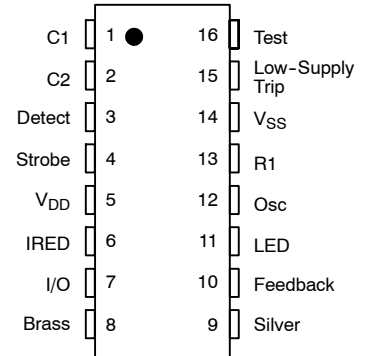 C1 1 16 Test
C2 2 15 Low-Supply Trip
Detect 3 14 VSS
Strobe 4 13 R1
VDD 5 12 Osc
IRED 6 11 LED
I/O 7 10 Feedback
Brass 8 9 Silver